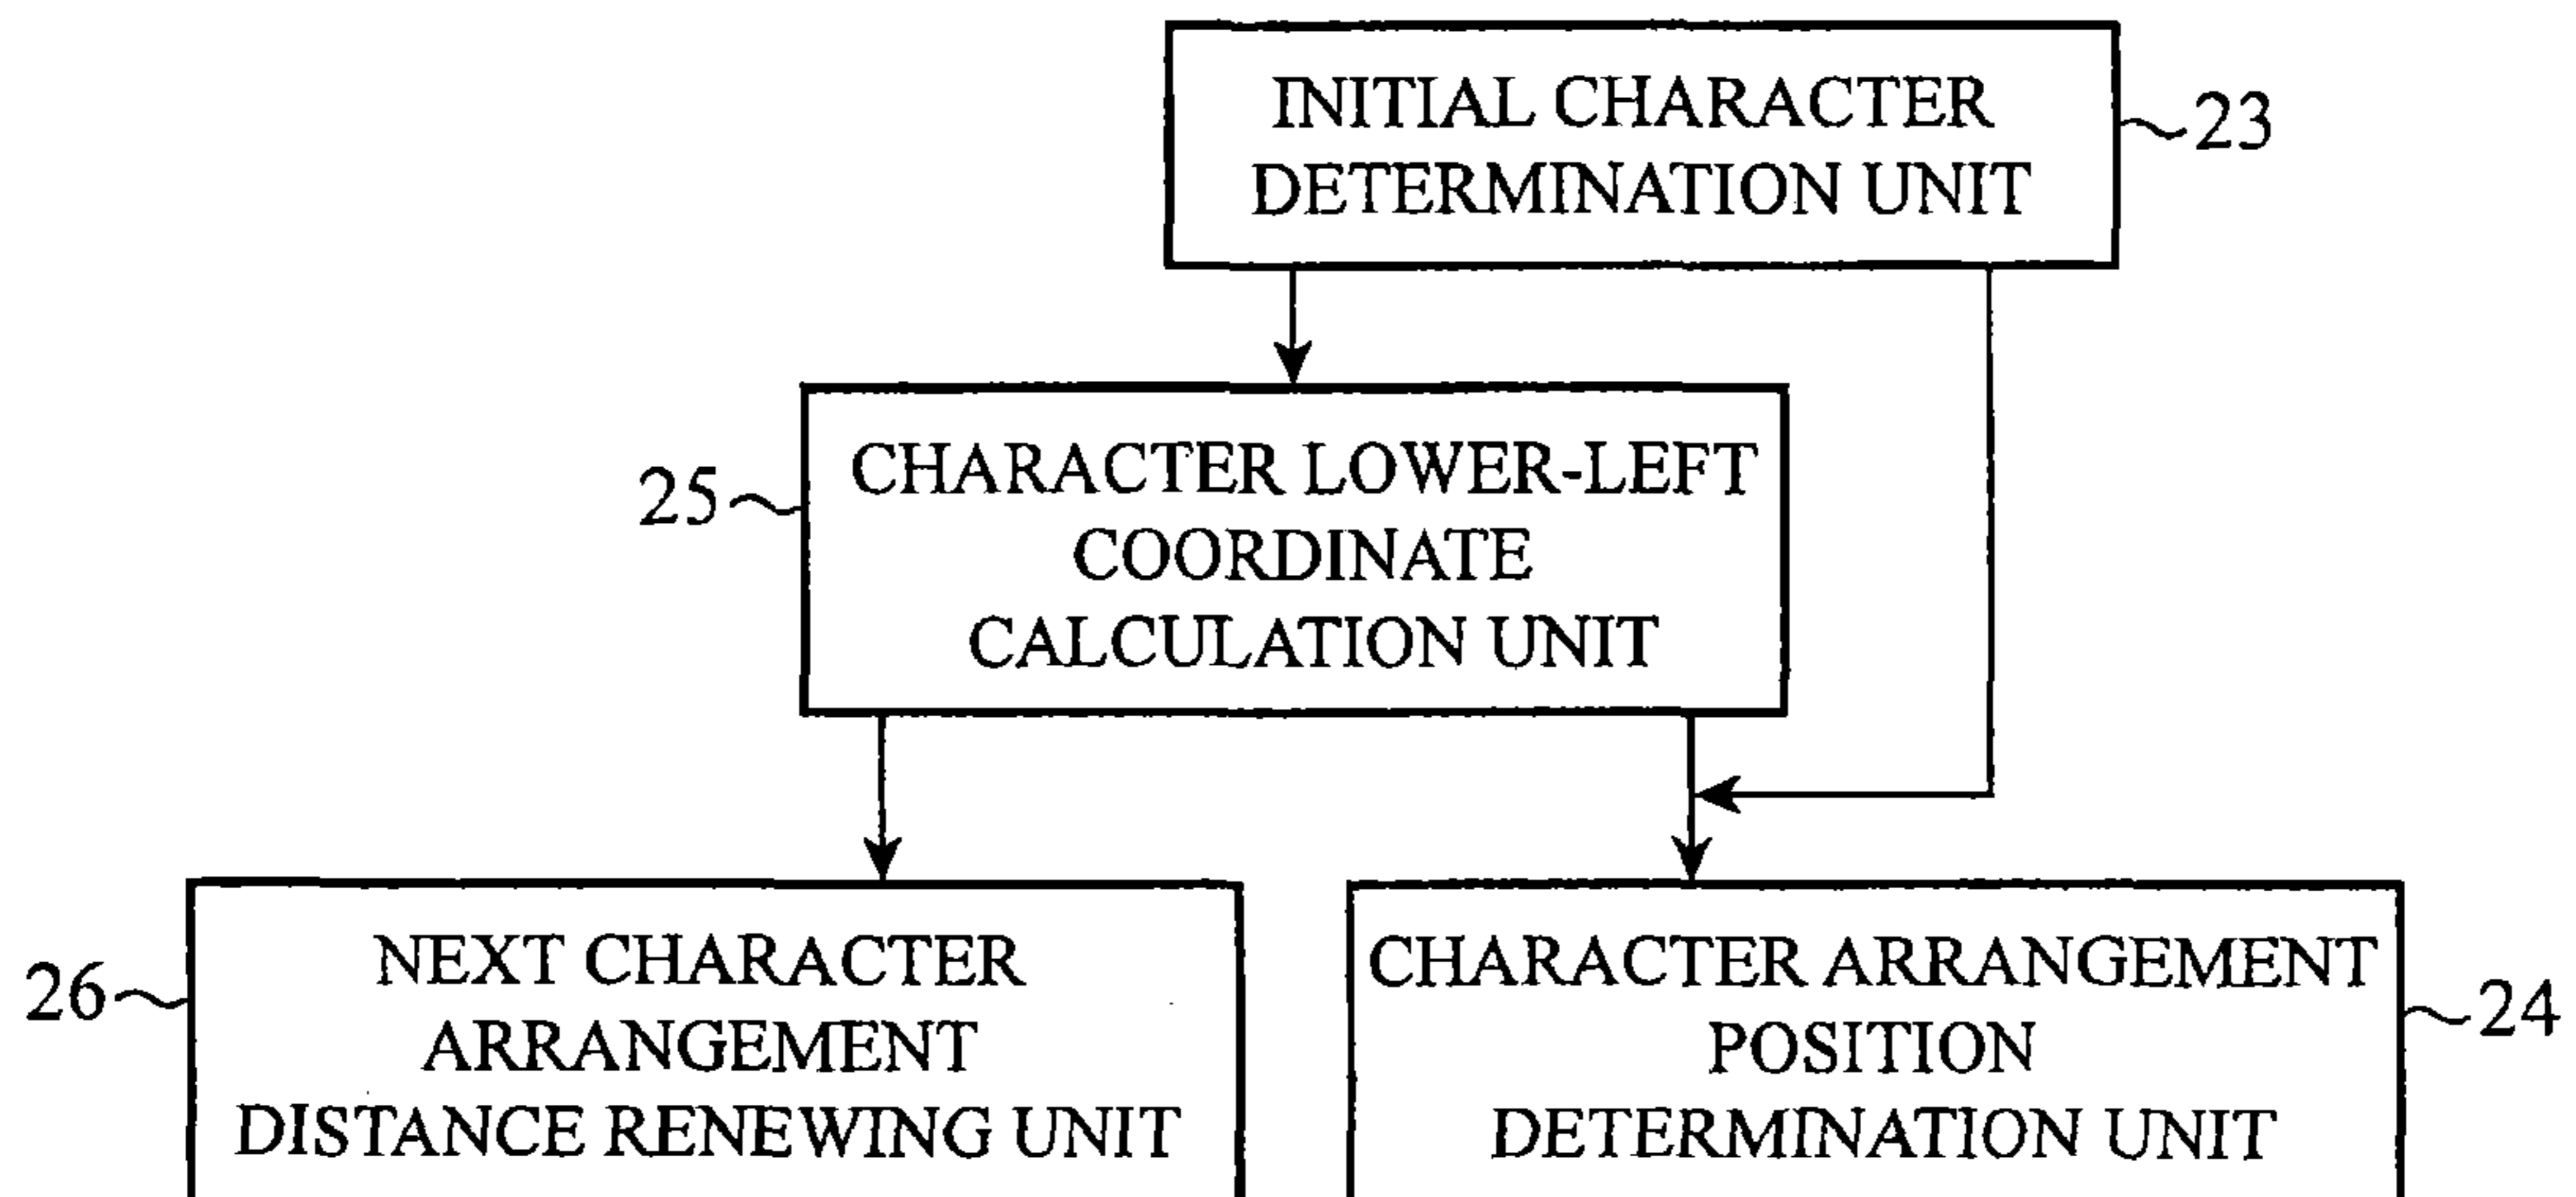 INITIAL CHARACTER
DETERMINATION UNIT
23
CHARACTER LOWER-LEFT
COORDINATE
CALCULATION UNIT
25
NEXT CHARACTER
ARRANGEMENT
DISTANCE RENEWING UNIT
26
CHARACTER ARRANGEMENT
POSITION
DETERMINATION UNIT
24